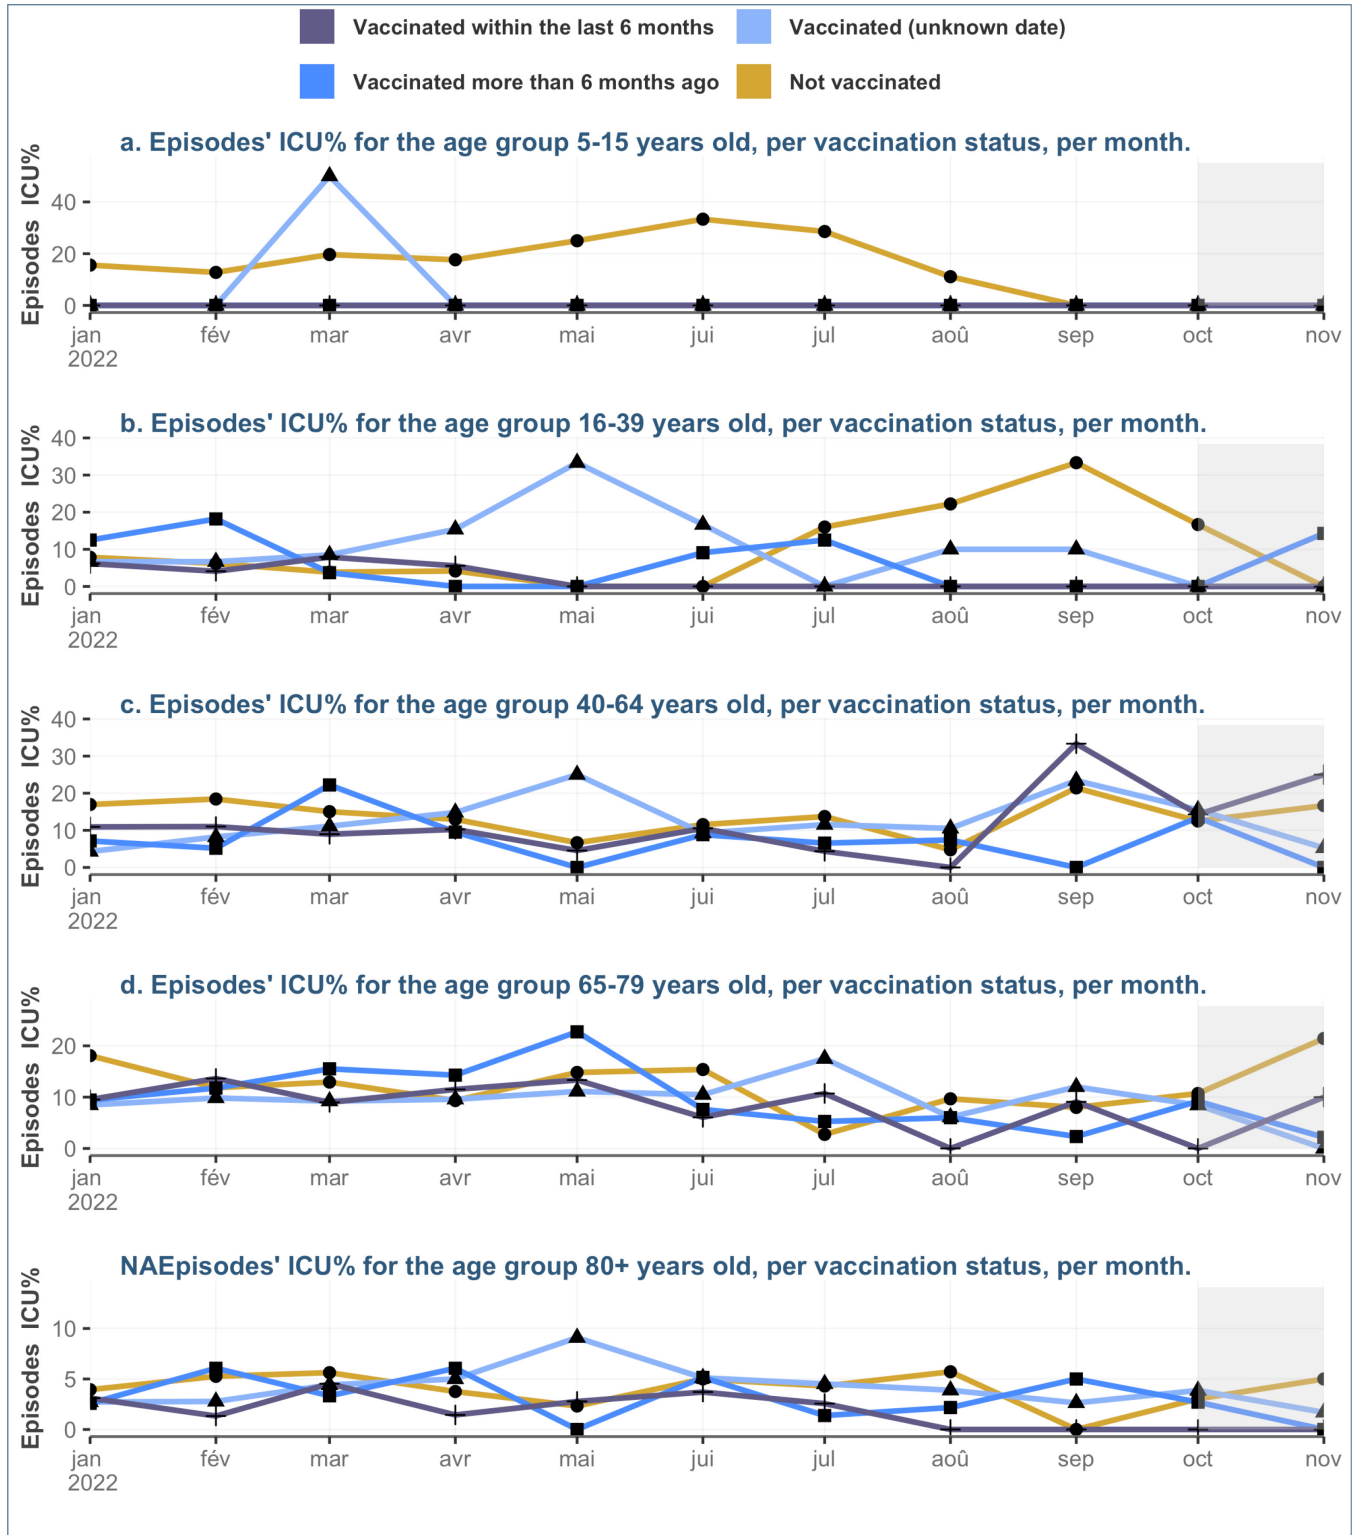 Vaccinated within the last 6 months
Vaccinated (unknown date)
Vaccinated more than 6 months ago
Not vaccinated
a. Episodes' ICU% for the age group 5-15 years old, per vaccination status, per month.
Episodes ICU%
40
20
0
jan fév mar avr mai jui jul aoû sep oct nov
2022
b. Episodes' ICU% for the age group 16-39 years old, per vaccination status, per month.
Episodes ICU%
40
30
20
10
0
jan fév mar avr mai jui jul aoû sep oct nov
2022
c. Episodes' ICU% for the age group 40-64 years old, per vaccination status, per month.
Episodes ICU%
40
30
20
10
0
jan fév mar avr mai jui jul aoû sep oct nov
2022
d. Episodes' ICU% for the age group 65-79 years old, per vaccination status, per month.
Episodes ICU%
20
10
0
jan fév mar avr mai jui jul aoû sep oct nov
2022
NAEpisodes' ICU% for the age group 80+ years old, per vaccination status, per month.
Episodes ICU%
10
5
0
jan fév mar avr mai jui jul aoû sep oct nov
2022